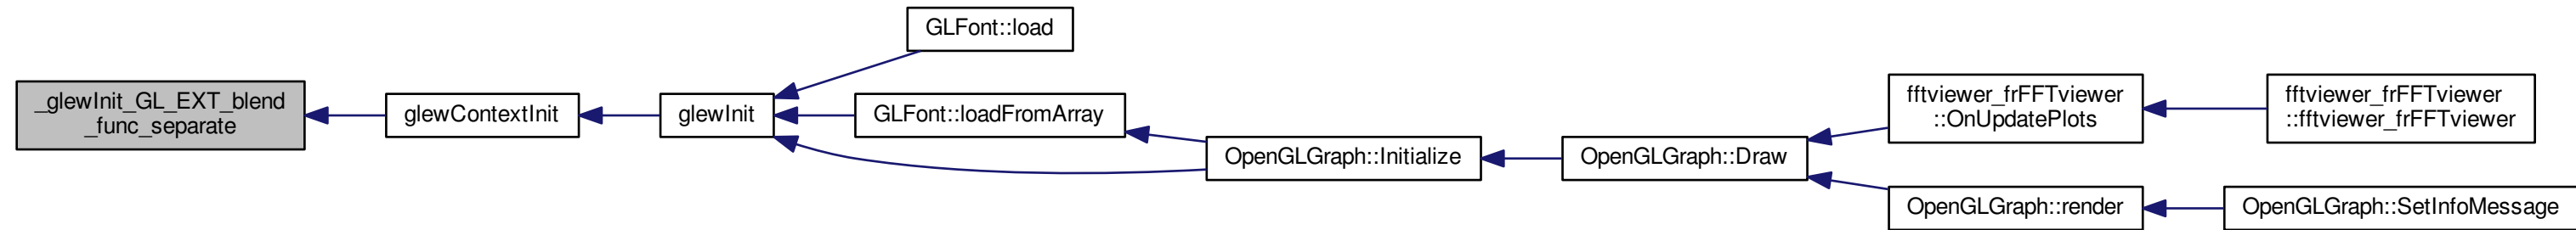 _glewInit_GL_EXT_blend
_func_separate
glewContextInit
glewInit
GLFont::load
GLFont::loadFromArray
OpenGLGraph::Initialize
OpenGLGraph::Draw
fftviewer_frFFTviewer
::OnUpdatePlots
fftviewer_frFFTviewer
::fftviewer_frFFTviewer
OpenGLGraph::render
OpenGLGraph::SetInfoMessage